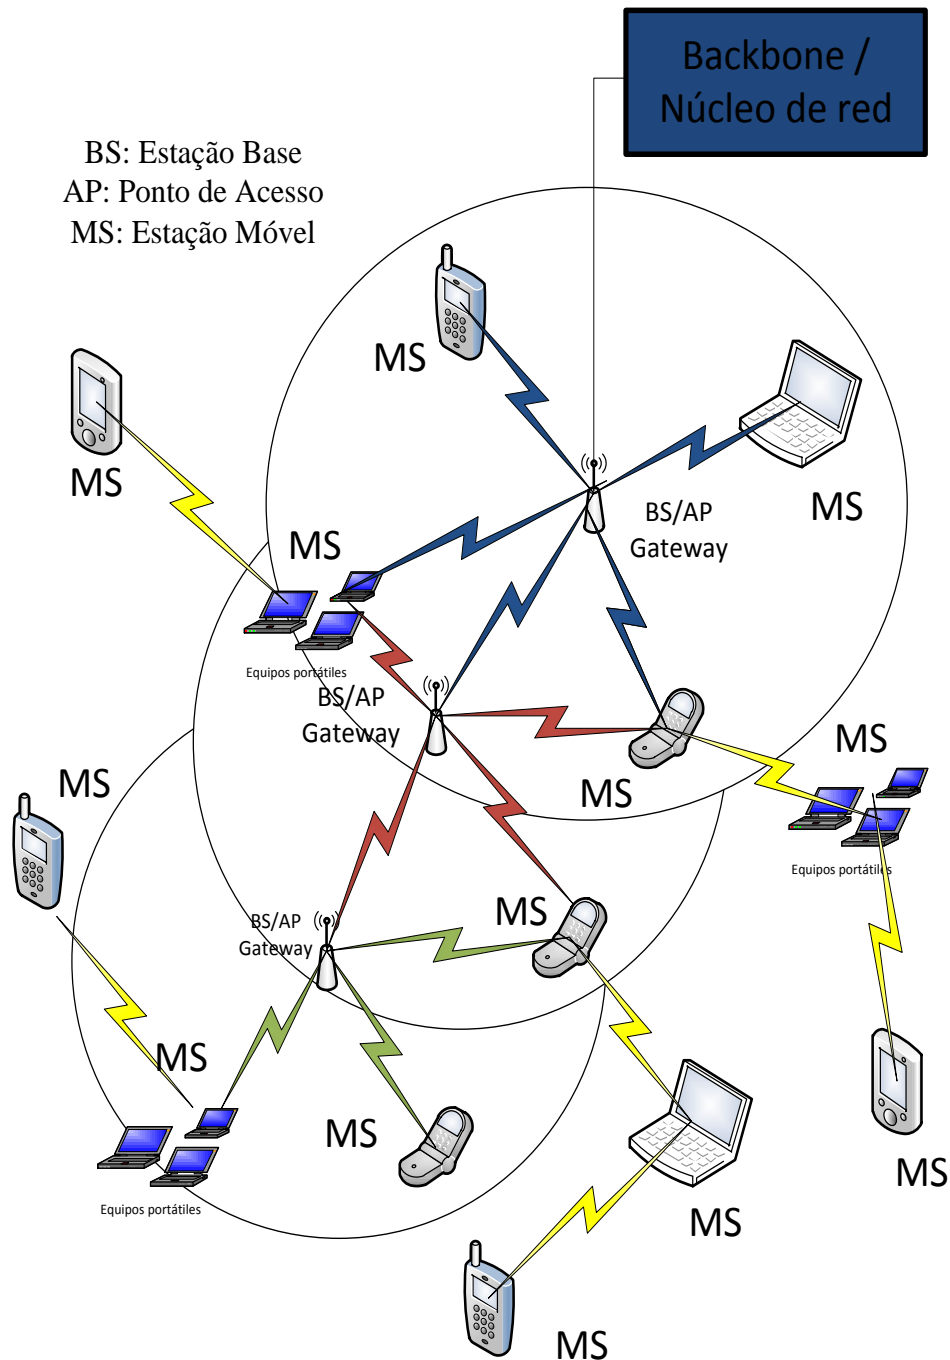 Backbone /
Núcleo de red
BS: Estação Base
AP: Ponto de Acesso
MS: Estação Móvel
MS
MS
MS
BS/AP
Gateway
MS
Equipos portátiles
BS/AP
Gateway
MS
MS
MS
Equipos portátiles
MS
BS/AP
Gateway
MS
MS
Equipos portátiles
MS
MS
MS